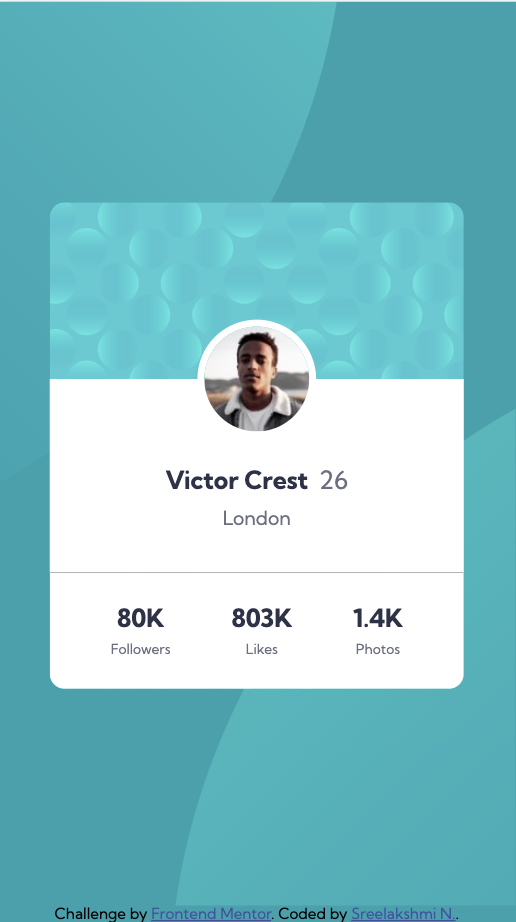 Victor Crest 26
London
80K 803K 1.4K
Followers Likes Photos
Challenge by Frontend Mentor. Coded by Sreelakshmi N..